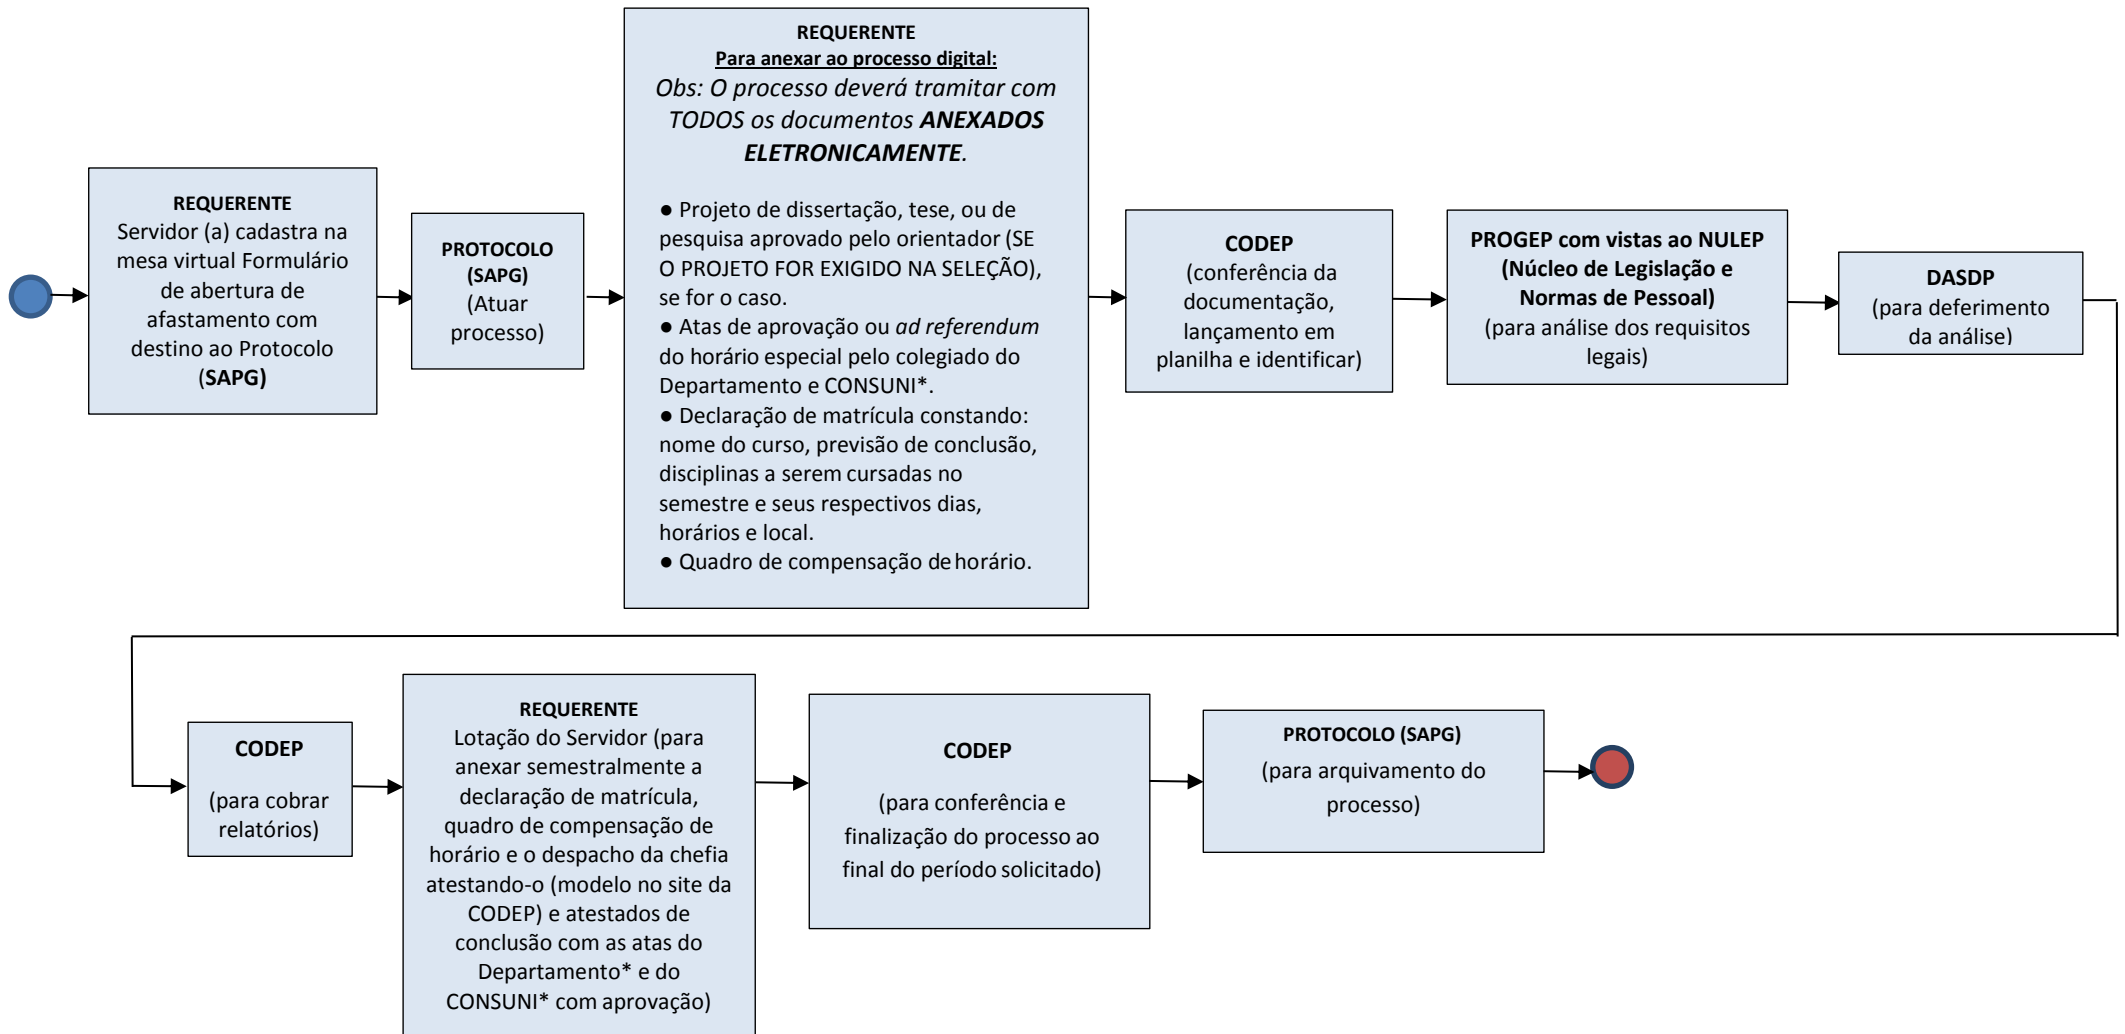 REQUERENTE
Servidor (a) cadastra na
mesa virtual Formulário
de abertura de
afastamento com
destino ao Protocolo
(SAPG)
PROTOCOLO
(SAPG)
(Atuar
processo)
REQUERENTE
Para anexar ao processo digital:
Obs: O processo deverá tramitar com
TODOS os documentos ANEXADOS
ELETRONICAMENTE.
● Projeto de dissertação, tese, ou de
pesquisa aprovado pelo orientador (SE
O PROJETO FOR EXIGIDO NA SELEÇÃO),
se for o caso.
● Atas de aprovação ou ad referendum
do horário especial pelo colegiado do
Departamento e CONSUNI*.
● Declaração de matrícula constando:
nome do curso, previsão de conclusão,
disciplinas a serem cursadas no
semestre e seus respectivos dias,
horários e local.
● Quadro de compensação de horário.
CODEP
(conferência da
documentação,
lançamento em
planilha e identificar)
PROGEP com vistas ao NULEP
(Núcleo de Legislação e
Normas de Pessoal)
(para análise dos requisitos
legais)
DASDP
(para deferimento
da análise)
CODEP
(para cobrar
relatórios)
REQUERENTE
Lotação do Servidor (para
anexar semestralmente a
declaração de matrícula,
quadro de compensação de
horário e o despacho da chefia
atestando-o (modelo no site da
CODEP) e atestados de
conclusão com as atas do
Departamento* e do
CONSUNI* com aprovação)
CODEP
(para conferência e
finalização do processo ao
final do período solicitado)
PROTOCOLO (SAPG)
(para arquivamento do
processo)